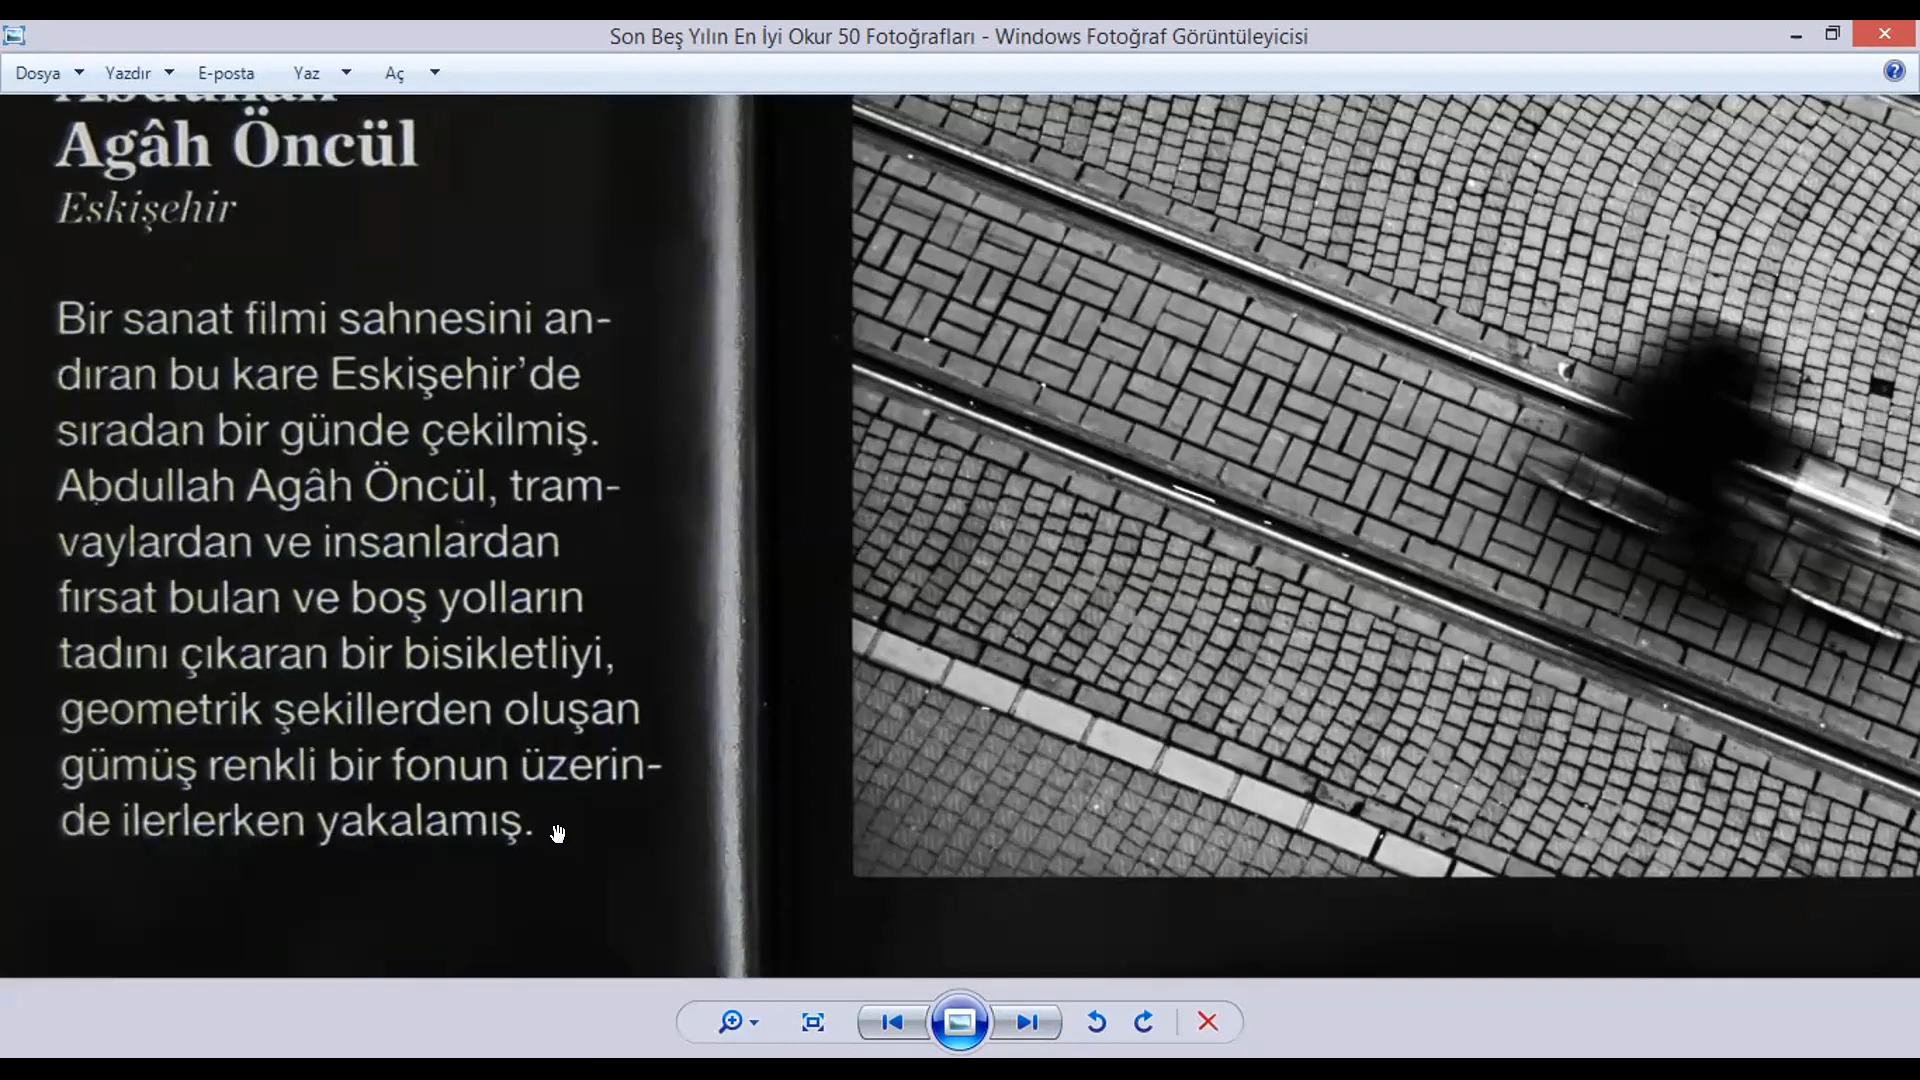 Son Beş Yılın En İyi Okur 50 Fotoğrafları - Windows Fotoğraf Görüntüleyicisi
Dosya Yazdır E-posta Yaz Aç
Abdullah
Agâh Öncül
Eskişehir
Bir sanat filmi sahnesini an-
dıran bu kare Eskişehir’de
sıradan bir günde çekilmiş.
Abdullah Agâh Öncül, tram-
vaylardan ve insanlardan
fırsat bulan ve boş yolların
tadını çıkaran bir bisikletliyi,
geometrik şekillerden oluşan
gümüş renkli bir fonun üzerin-
de ilerlerken yakalamış.